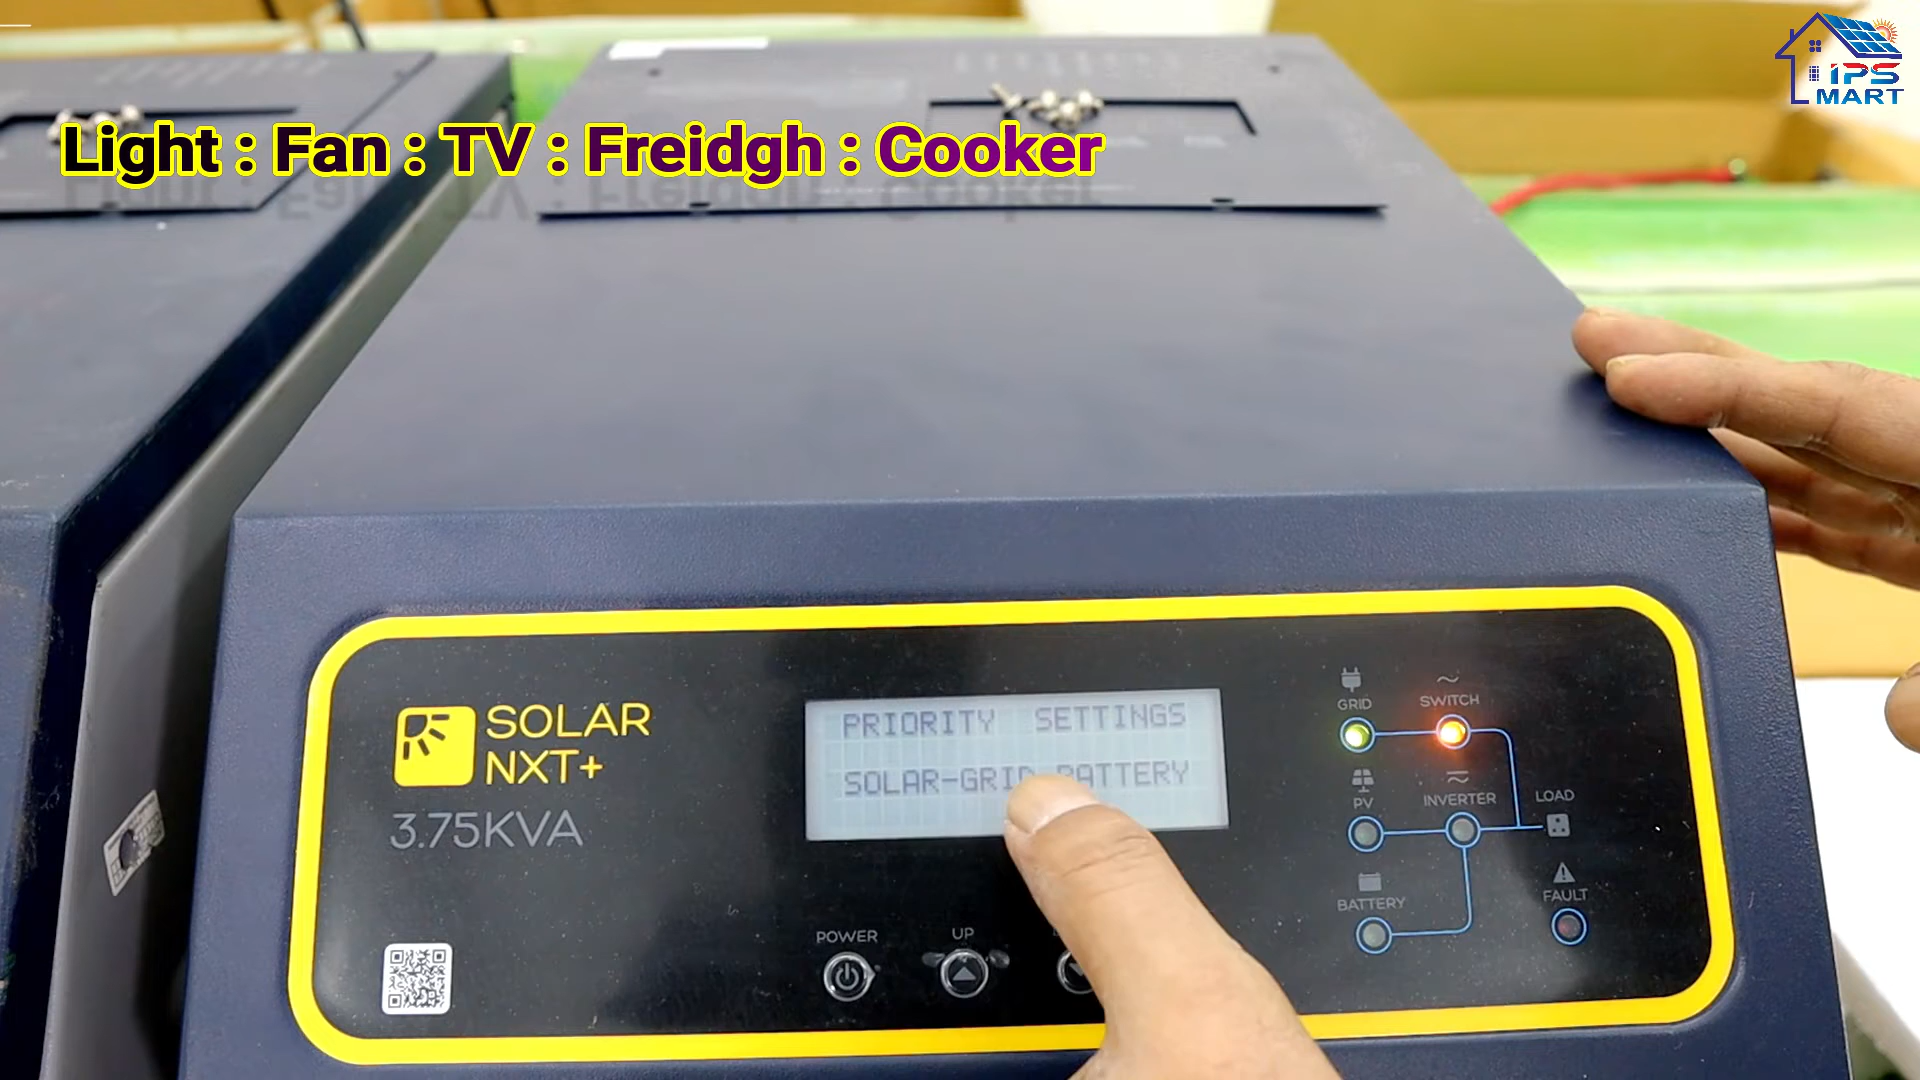 IPS
MART
Light : Fan : TV : Freidgh : Cooker
SOLAR
NXT+
3.75KVA
PRIORITY SETTINGS
SOLAR-GRID-BATTERY
GRID
SWITCH
PV
INVERTER
LOAD
BATTERY
FAULT
POWER
UP